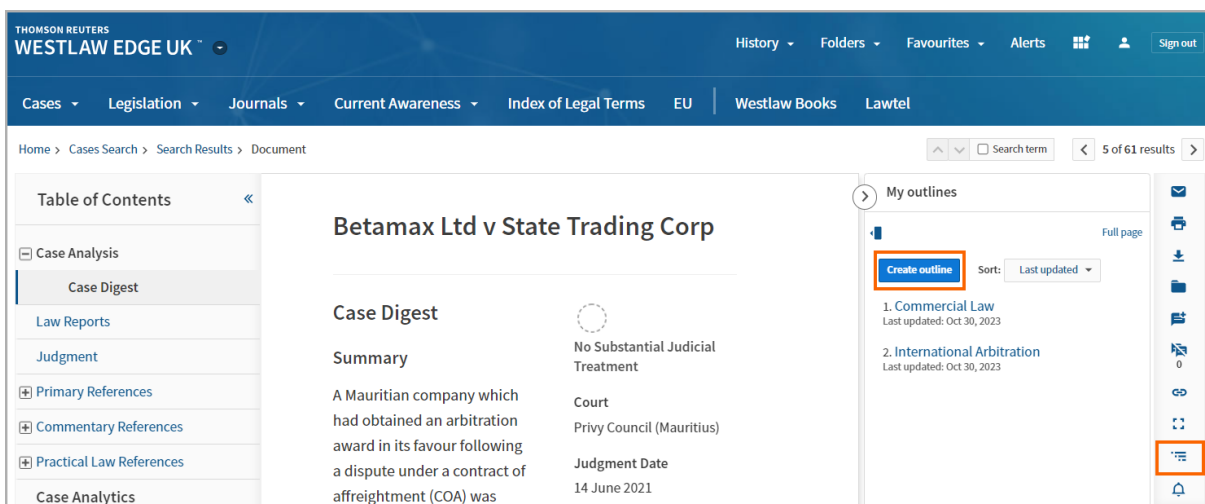 THOMSON REUTERS
WESTLAW EDGE UK™
History
Folders
Favourites
Alerts
Sign out
Cases
Legislation
Journals
Current Awareness
Index of Legal Terms
EU
Westlaw Books
Lawtel
Home > Cases Search > Search Results > Document
Search term
5 of 61 results
Table of Contents
Case Analysis
Case Digest
Law Reports
Judgment
Primary References
Commentary References
Practical Law References
Case Analytics
Betamax Ltd v State Trading Corp
Case Digest
Summary
A Mauritian company which
had obtained an arbitration
award in its favour following
a dispute under a contract of
affreightment (COA) was
No Substantial Judicial
Treatment
Court
Privy Council (Mauritius)
Judgment Date
14 June 2021
My outlines
Full page
Create outline
Sort:
Last updated
1. Commercial Law
Last updated: Oct 30, 2023
2. International Arbitration
Last updated: Oct 30, 2023
0